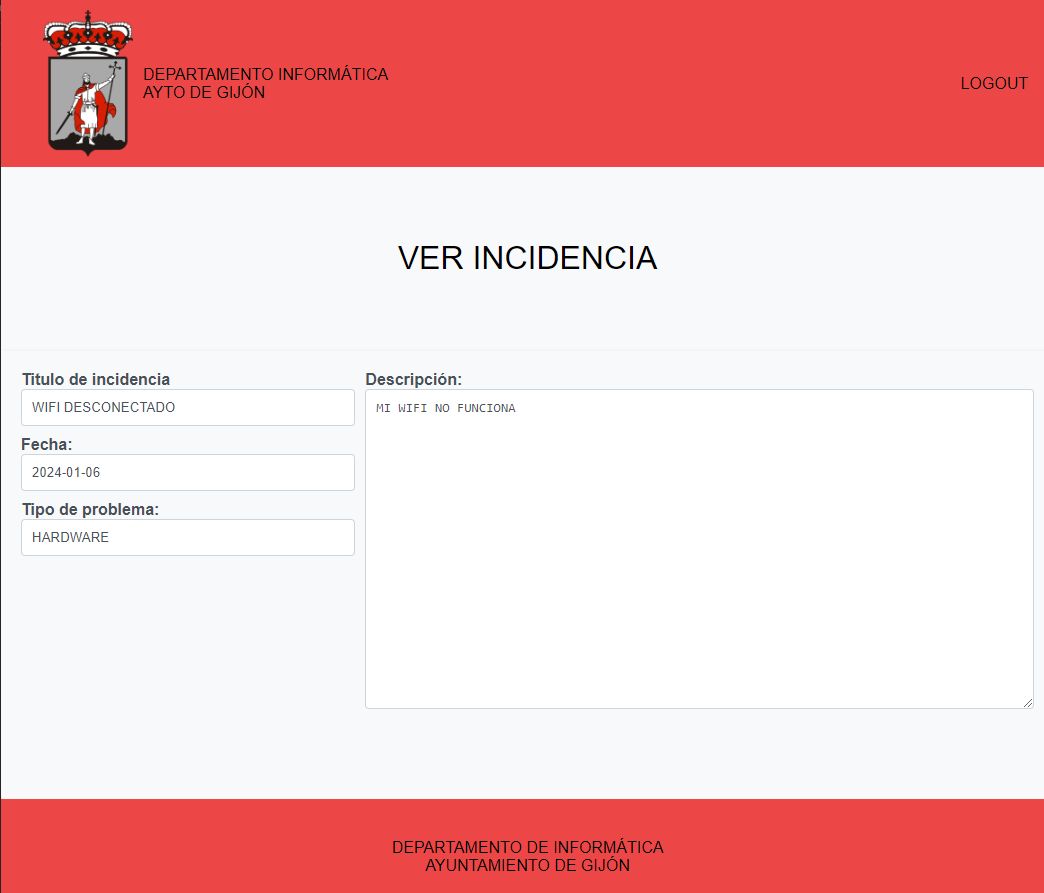 DEPARTAMENTO INFORMÁTICA
AYTO DE GIJÓN
LOGOUT
VER INCIDENCIA
Titulo de incidencia
WIFI DESCONECTADO
Fecha:
2024-01-06
Tipo de problema:
HARDWARE
Descripción:
MI WIFI NO FUNCIONA
DEPARTAMENTO DE INFORMÁTICA
AYUNTAMIENTO DE GIJÓN